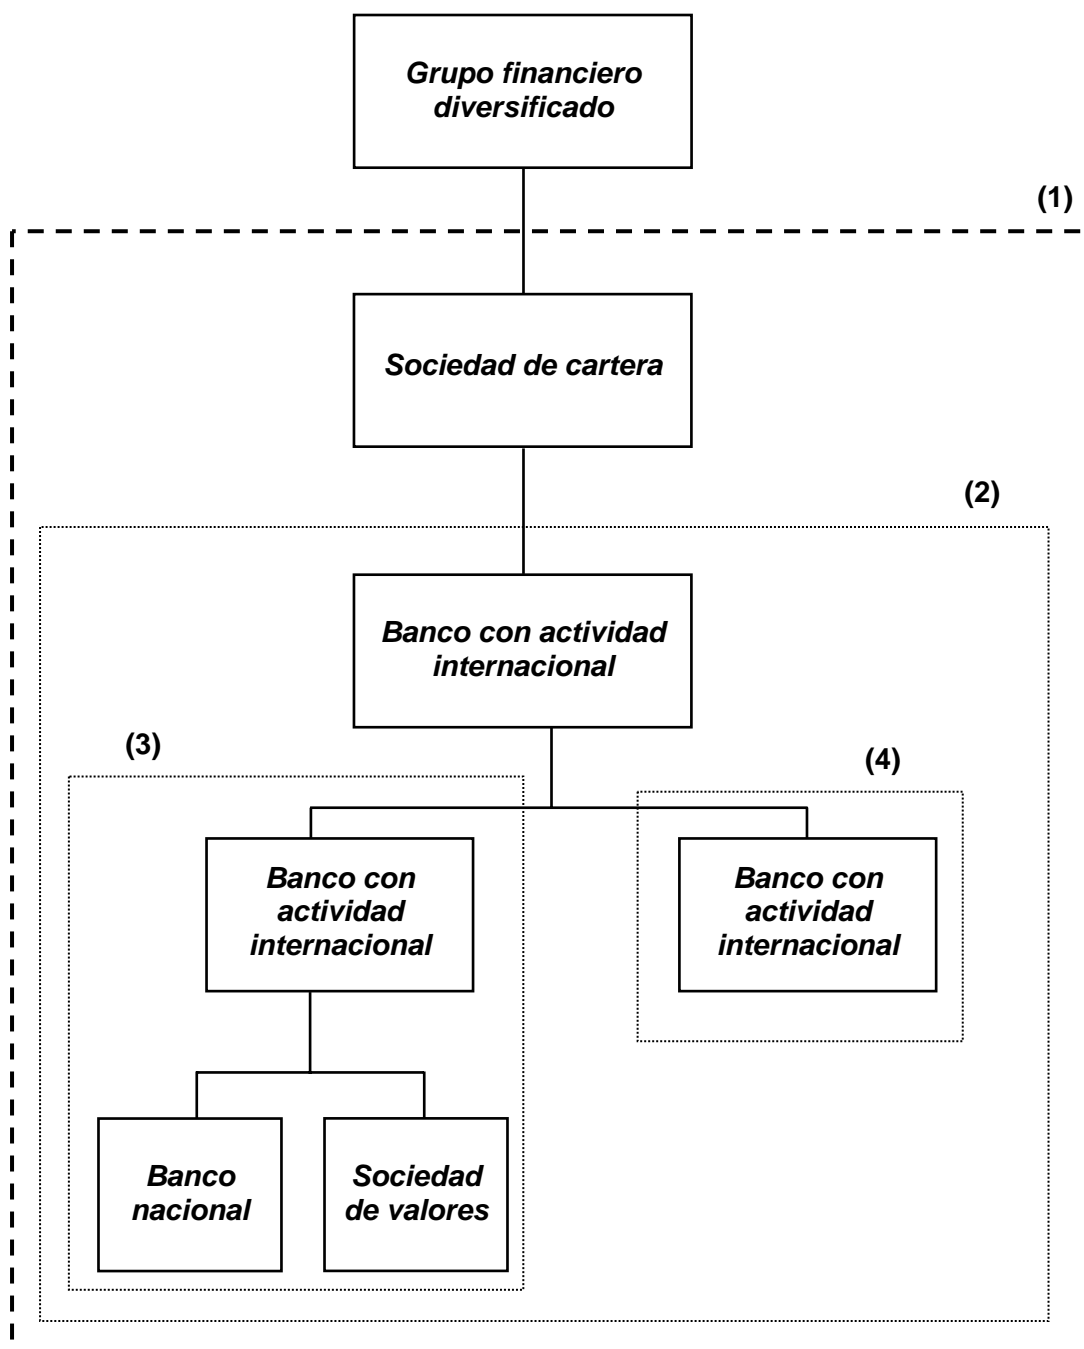 Grupo financiero
diversificado
(1)
Sociedad de cartera
(2)
Banco con actividad
internacional
(3)
(4)
Banco con
actividad
internacional
Banco con
actividad
internacional
Banco
nacional
Sociedad
de valores